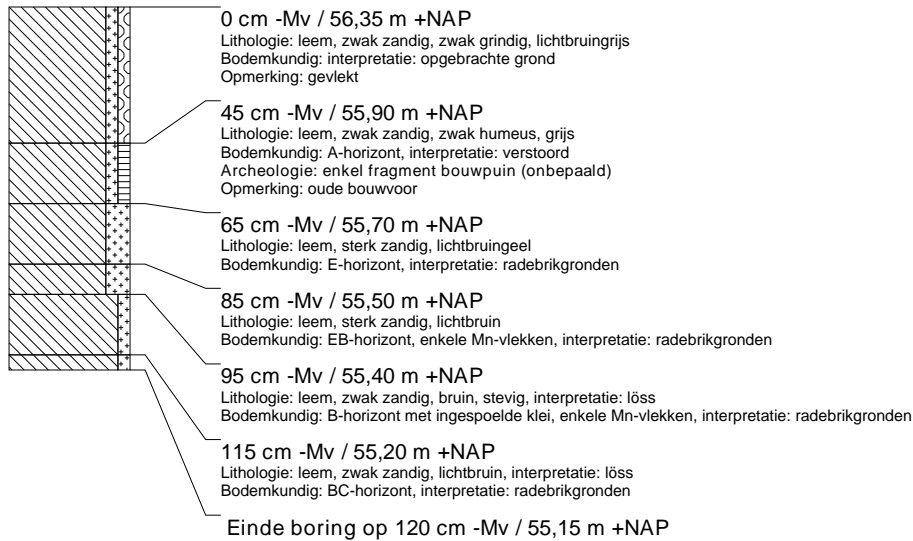 0 cm -Mv / 56,35 m +NAP
Lithologie: leem, zwak zandig, zwak grindig, lichtbruingrijs
Bodemkundig: interpretatie: opgebrachte grond
Opmerking: gevlekt
45 cm -Mv / 55,90 m +NAP
Lithologie: leem, zwak zandig, zwak humeus, grijs
Bodemkundig: A-horizont, interpretatie: verstoord
Archeologie: enkel fragment bouwpuin (onbepaald)
Opmerking: oude bouwvoor
65 cm -Mv / 55,70 m +NAP
Lithologie: leem, sterk zandig, lichtbruingeel
Bodemkundig: E-horizont, interpretatie: radebrikgronden
85 cm -Mv / 55,50 m +NAP
Lithologie: leem, sterk zandig, lichtbruin
Bodemkundig: EB-horizont, enkele Mn-vlekken, interpretatie: radebrikgronden
95 cm -Mv / 55,40 m +NAP
Lithologie: leem, zwak zandig, bruin, stevig, interpretatie: löss
Bodemkundig: B-horizont met ingespoelde klei, enkele Mn-vlekken, interpretatie: radebrikgronden
115 cm -Mv / 55,20 m +NAP
Lithologie: leem, zwak zandig, lichtbruin, interpretatie: löss
Bodemkundig: BC-horizont, interpretatie: radebrikgronden
Einde boring op 120 cm -Mv / 55,15 m +NAP